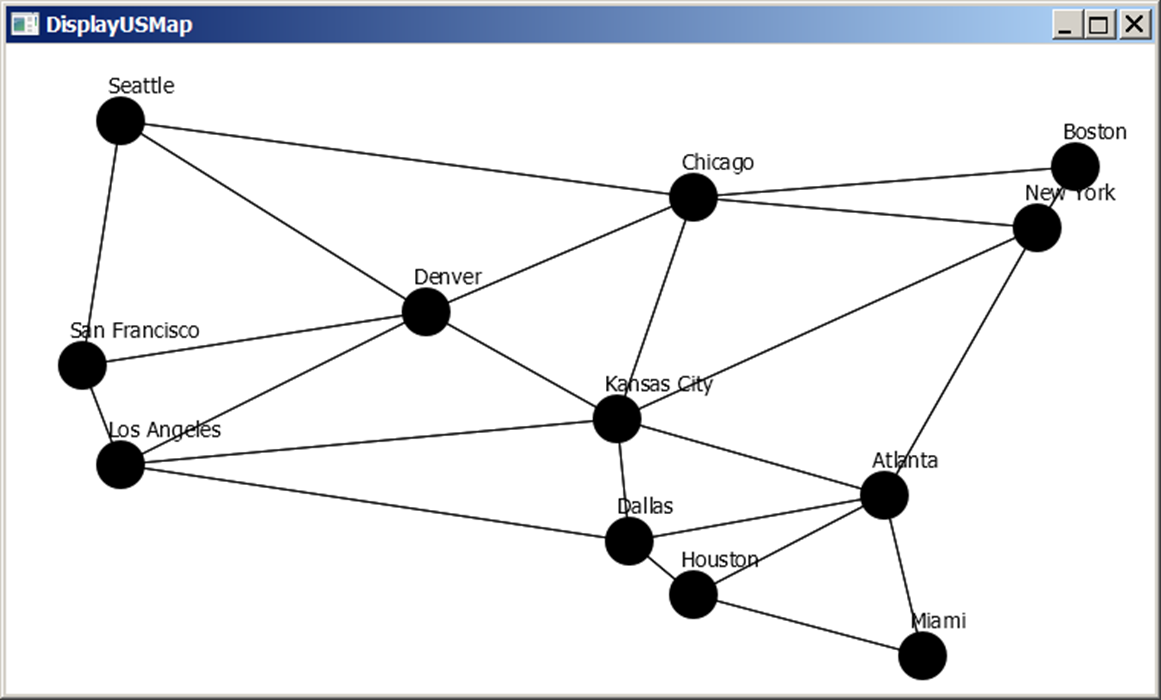 DisplayUSMap
Seattle
Boston
Chicago
New York
Denver
San Francisco
Kansas City
Los Angeles
Atlanta
Dallas
Houston
Miami